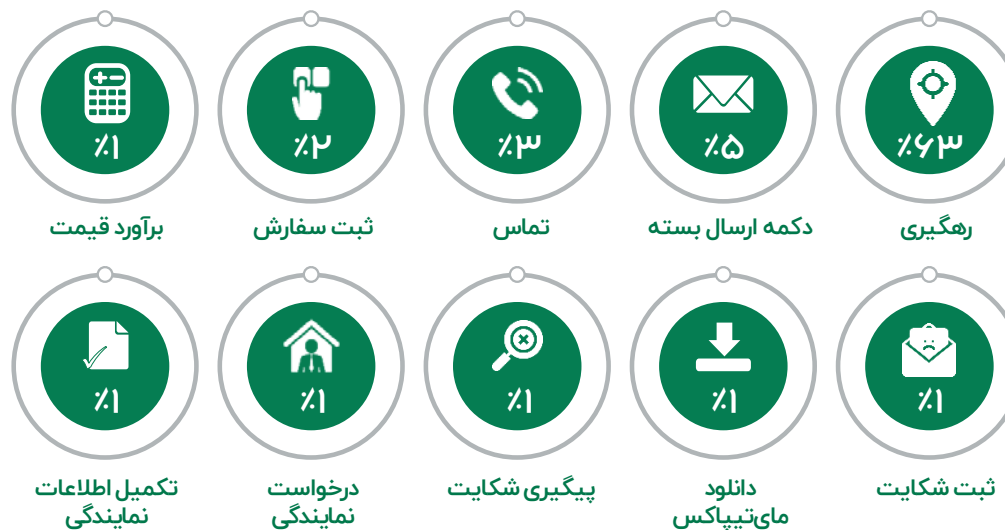 ٪۶۳
رهگیری
٪۵
دکمه ارسال بسته
٪۳
تماس
٪۲
ثبت سفارش
٪۱
برآورد قیمت
٪۱
ثبت شکایت
٪۱
دانلود
مای‌تیپاکس
٪۱
پیگیری شکایت
٪۱
درخواست
نمایندگی
٪۱
تکمیل اطلاعات
نمایندگی